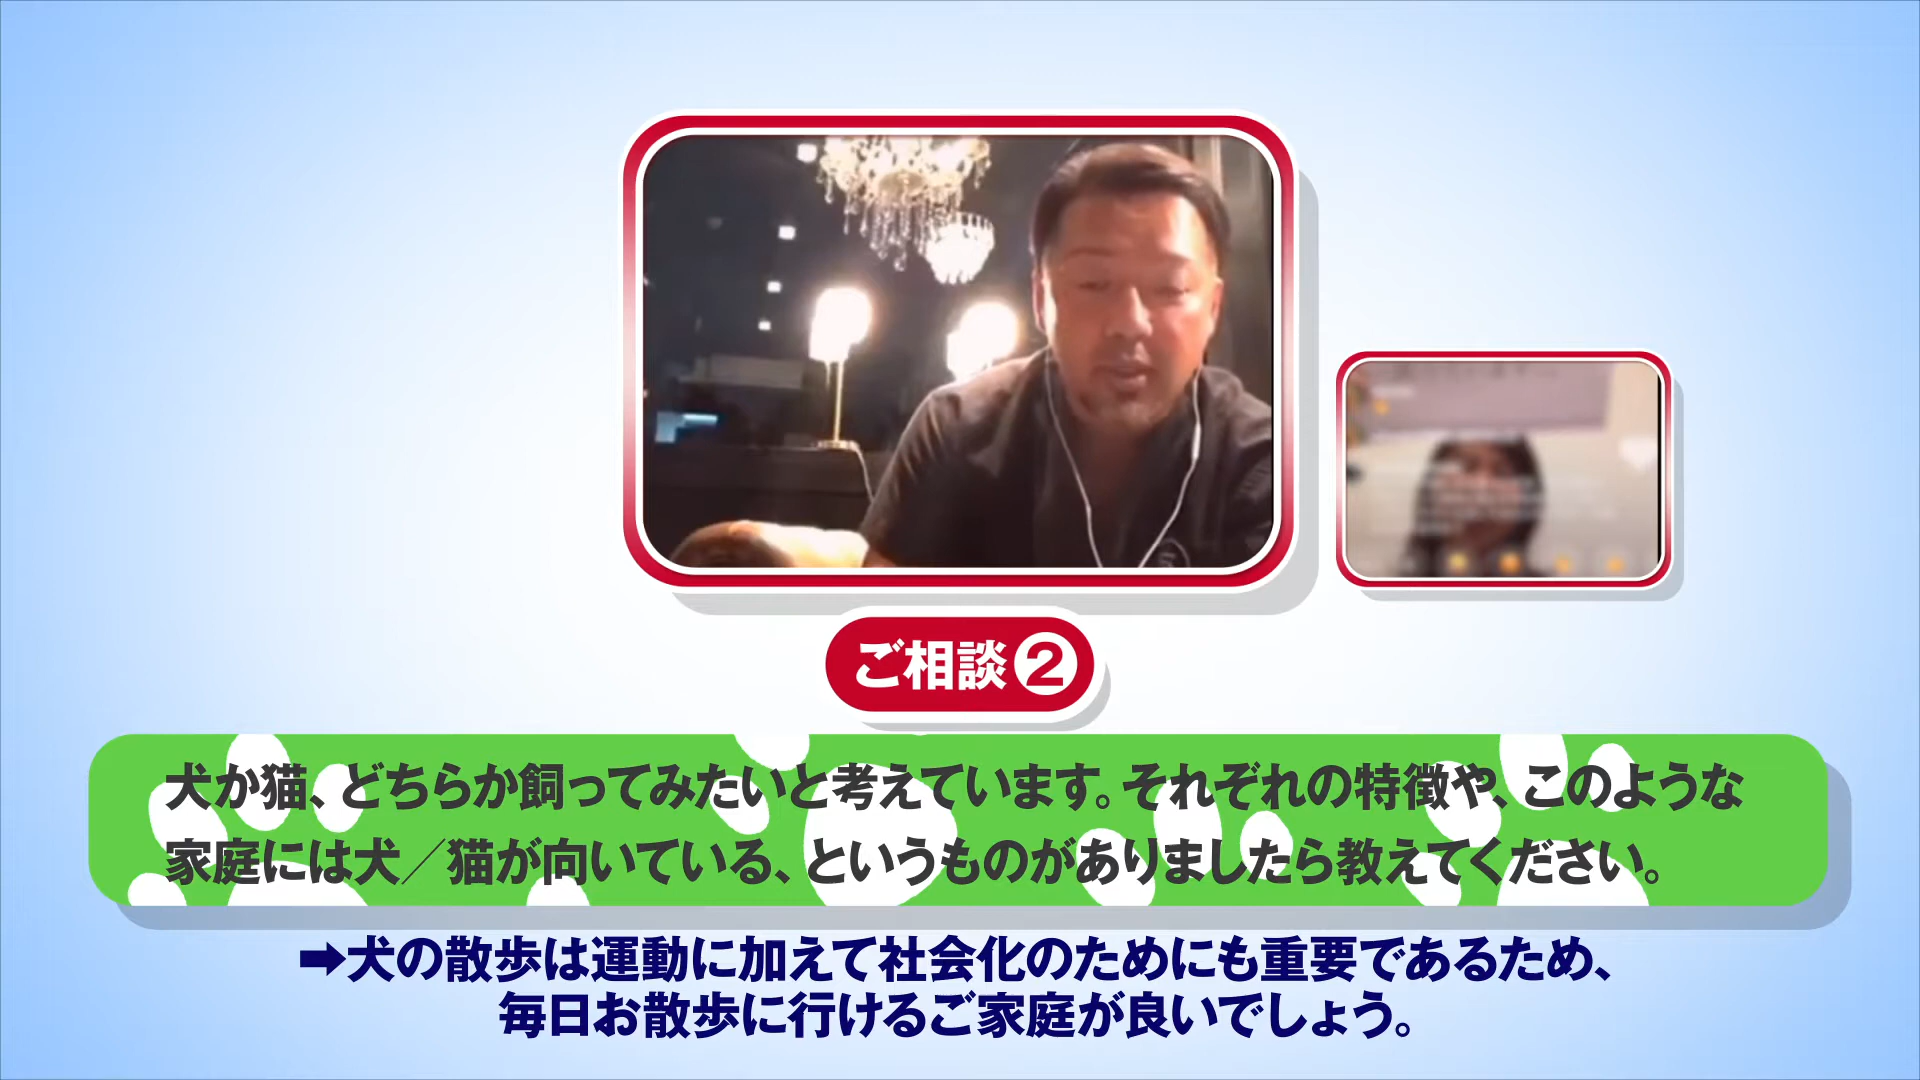 ご相談❷
犬か猫、どちらか飼ってみたいと考えています。それぞれの特徴や、このような
家庭には犬／猫が向いている、というものがありましたら教えてください。
➡犬の散歩は運動に加えて社会化のためにも重要であるため、
毎日お散歩に行けるご家庭が良いでしょう。